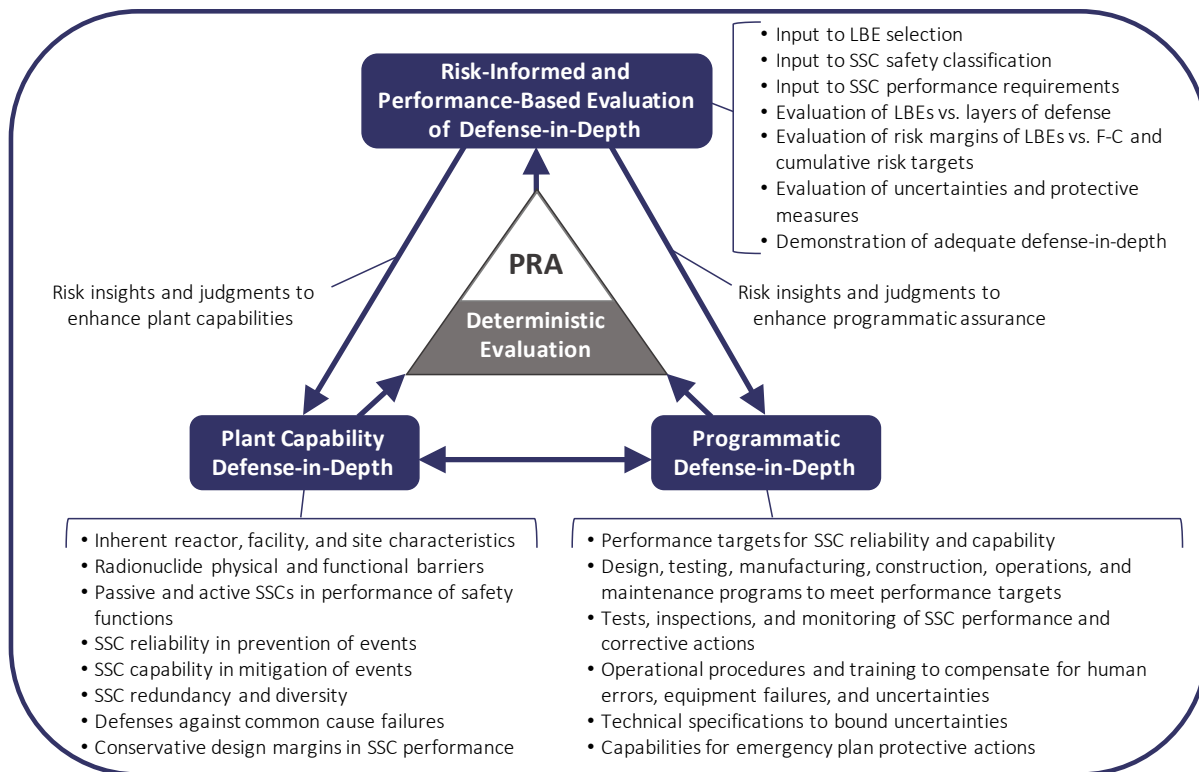 Risk-Informed and
Performance-Based Evaluation
of Defense-in-Depth
• Input to LBE selection
• Input to SSC safety classification
• Input to SSC performance requirements
• Evaluation of LBEs vs. layers of defense
• Evaluation of risk margins of LBEs vs. F-C and
cumulative risk targets
• Evaluation of uncertainties and protective
measures
• Demonstration of adequate defense-in-depth
PRA
Deterministic
Evaluation
Risk insights and judgments to
enhance plant capabilities
Risk insights and judgments to
enhance programmatic assurance
Plant Capability
Defense-in-Depth
Programmatic
Defense-in-Depth
• Inherent reactor, facility, and site characteristics
• Radionuclide physical and functional barriers
• Passive and active SSCs in performance of safety
functions
• SSC reliability in prevention of events
• SSC capability in mitigation of events
• SSC redundancy and diversity
• Defenses against common cause failures
• Conservative design margins in SSC performance
• Performance targets for SSC reliability and capability
• Design, testing, manufacturing, construction, operations, and
maintenance programs to meet performance targets
• Tests, inspections, and monitoring of SSC performance and
corrective actions
• Operational procedures and training to compensate for human
errors, equipment failures, and uncertainties
• Technical specifications to bound uncertainties
• Capabilities for emergency plan protective actions